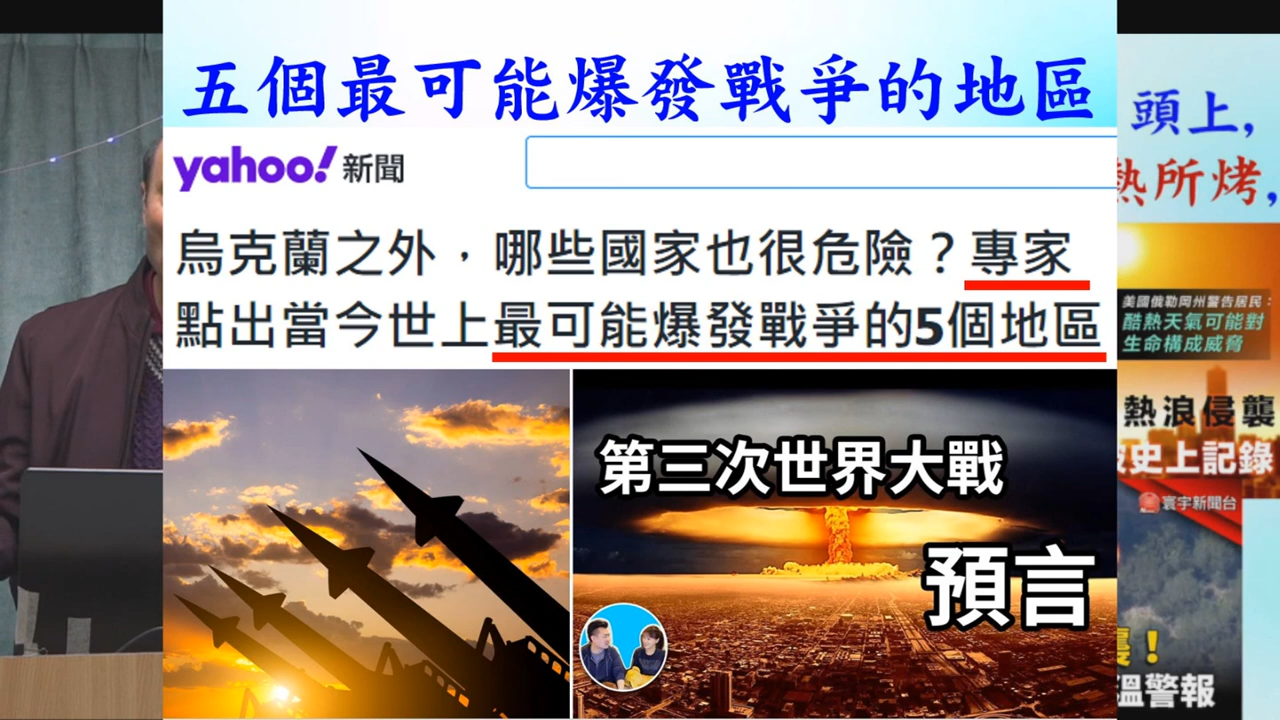 五個最可能爆發戰爭的地區
yahoo!新聞
烏克蘭之外，哪些國家也很危險？專家
點出當今世上最可能爆發戰爭的5個地區
第三次世界大戰
預言
頭上,
熱所烤,
美國俄勒岡州警告居民：
酷熱天氣可能對
生命構成威脅
熱浪侵襲
史上記錄
寰宇新聞台
！
溫警報